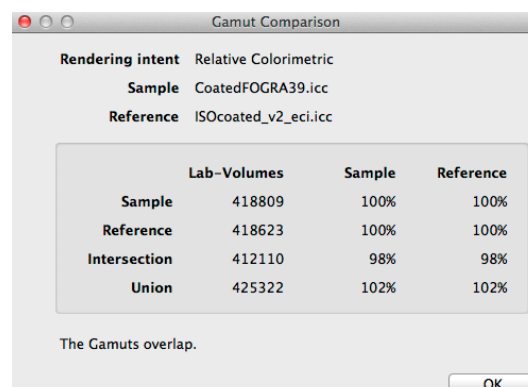 Gamut Comparison
Rendering intent Relative Colorimetric
Sample CoatedFOGRA39.icc
Reference ISOcoated_v2_eci.icc
Lab-Volumes Sample Reference
Sample 418809 100% 100%
Reference 418623 100% 100%
Intersection 412110 98% 98%
Union 425322 102% 102%
The Gamuts overlap.
OK